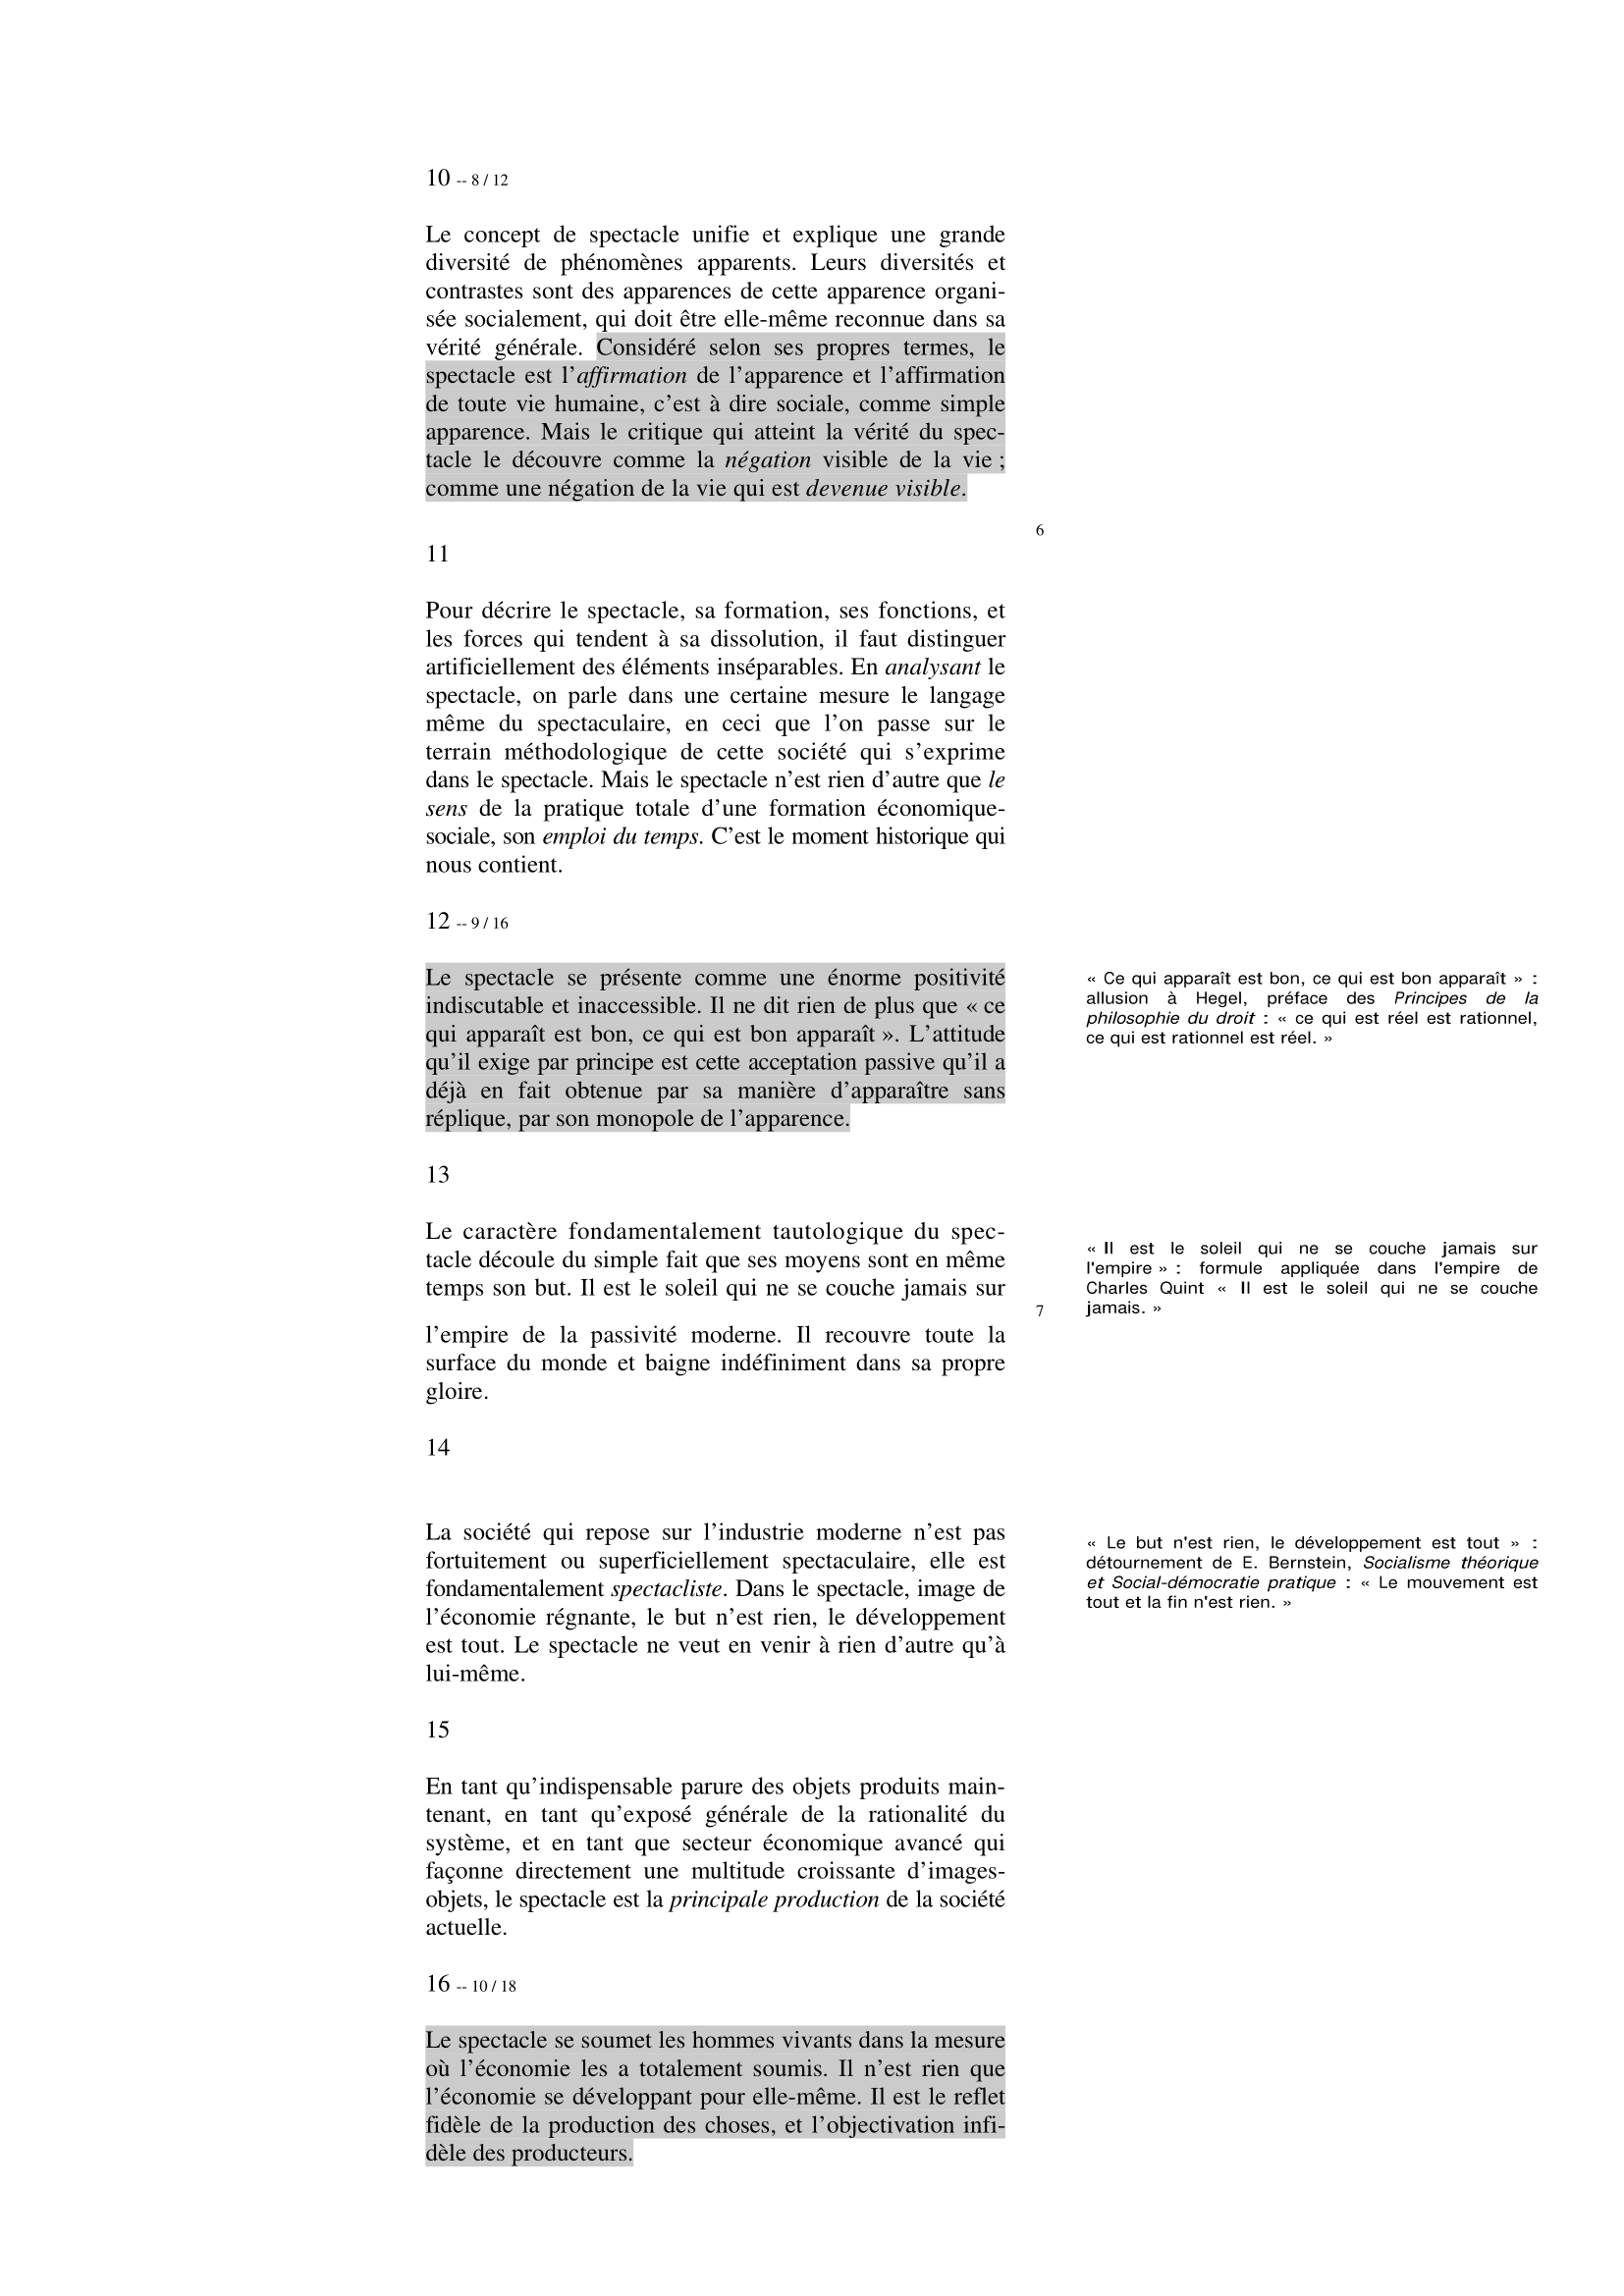 10 -- 8 / 12
Le concept de spectacle unifie et explique une grande
diversité de phénomènes apparents. Leurs diversités et
contrastes sont des apparences de cette apparence organi-
sée socialement, qui doit être elle-même reconnue dans sa
vérité générale. Considéré selon ses propres termes, le
spectacle est l’affirmation de l’apparence et l’affirmation
de toute vie humaine, c’est à dire sociale, comme simple
apparence. Mais le critique qui atteint la vérité du spec-
tacle le découvre comme la négation visible de la vie ;
comme une négation de la vie qui est devenue visible.
6
11
Pour décrire le spectacle, sa formation, ses fonctions, et
les forces qui tendent à sa dissolution, il faut distinguer
artificiellement des éléments inséparables. En analysant le
spectacle, on parle dans une certaine mesure le langage
même du spectaculaire, en ceci que l’on passe sur le
terrain méthodologique de cette société qui s’exprime
dans le spectacle. Mais le spectacle n’est rien d’autre que le
sens de la pratique totale d’une formation économique-
sociale, son emploi du temps. C’est le moment historique qui
nous contient.
12 -- 9 / 16
Le spectacle se présente comme une énorme positivité
indiscutable et inaccessible. Il ne dit rien de plus que « ce
qui apparaît est bon, ce qui est bon apparaît ». L’attitude
qu’il exige par principe est cette acceptation passive qu’il a
déjà en fait obtenue par sa manière d’apparaître sans
réplique, par son monopole de l’apparence.
« Ce qui apparaît est bon, ce qui est bon apparaît » :
allusion à Hegel, préface des Principes de la
philosophie du droit : « ce qui est réel est rationnel,
ce qui est rationnel est réel. »
13
Le caractère fondamentalement tautologique du spec-
tacle découle du simple fait que ses moyens sont en même
temps son but. Il est le soleil qui ne se couche jamais sur
« Il est le soleil qui ne se couche jamais sur
l'empire » : formule appliquée dans l'empire de
Charles Quint « Il est le soleil qui ne se couche
jamais. »
7
l’empire de la passivité moderne. Il recouvre toute la
surface du monde et baigne indéfiniment dans sa propre
gloire.
14
La société qui repose sur l’industrie moderne n’est pas
fortuitement ou superficiellement spectaculaire, elle est
fondamentalement spectacliste. Dans le spectacle, image de
l’économie régnante, le but n’est rien, le développement
est tout. Le spectacle ne veut en venir à rien d’autre qu’à
lui-même.
« Le but n'est rien, le développement est tout » :
détournement de E. Bernstein, Socialisme théorique
et Social-démocratie pratique : « Le mouvement est
tout et la fin n'est rien. »
15
En tant qu’indispensable parure des objets produits main-
tenant, en tant qu’exposé générale de la rationalité du
système, et en tant que secteur économique avancé qui
façonne directement une multitude croissante d’images-
objets, le spectacle est la principale production de la société
actuelle.
16 -- 10 / 18
Le spectacle se soumet les hommes vivants dans la mesure
où l’économie les a totalement soumis. Il n’est rien que
l’économie se développant pour elle-même. Il est le reflet
fidèle de la production des choses, et l’objectivation infi-
dèle des producteurs.